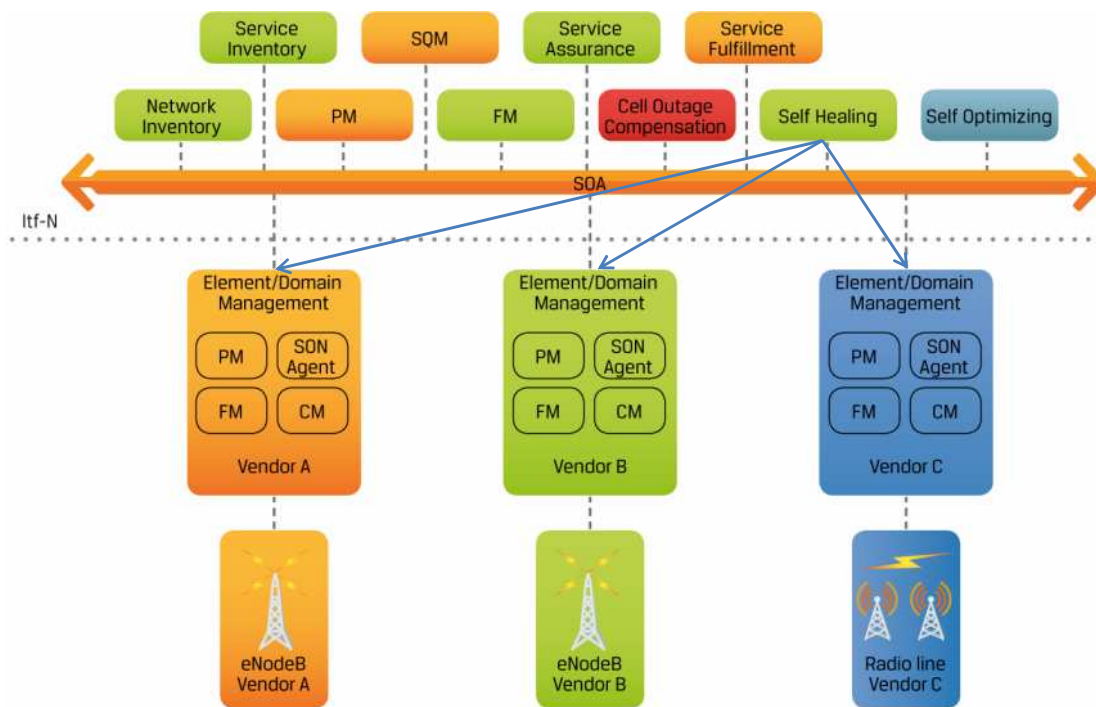 Service
Inventory
SQM
Service
Assurance
Service
Fulfillment
Network
Inventory
PM
FM
Cell Outage
Compensation
Self Healing
Self Optimizing
SOA
Itf-N
Element/Domain
Management
PM
SON
Agent
FM
CM
Vendor A
Element/Domain
Management
PM
SON
Agent
FM
CM
Vendor B
Element/Domain
Management
PM
SON
Agent
FM
CM
Vendor C
eNodeB
Vendor A
eNodeB
Vendor B
Radio line
Vendor C